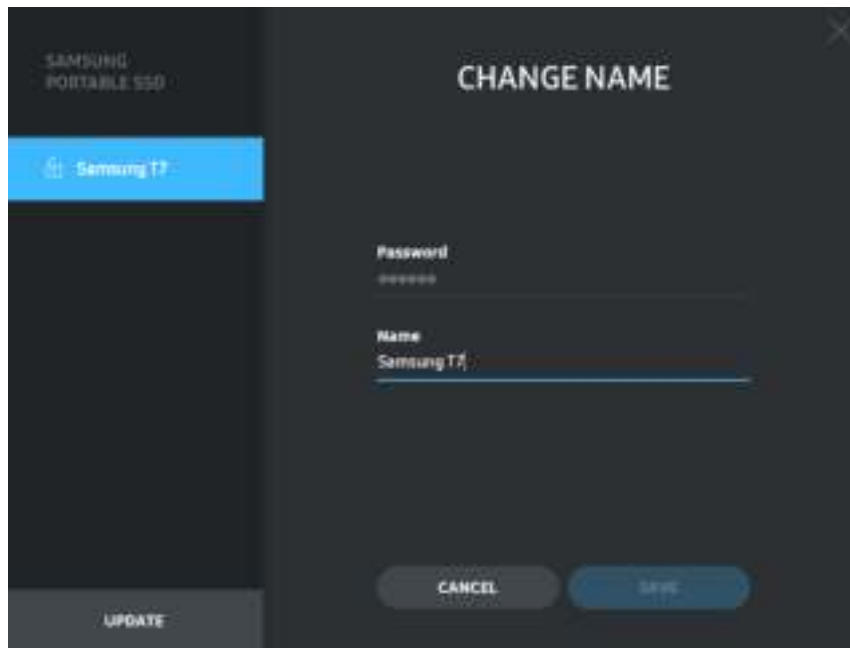 SAMSUNG
PORTABLE SSD
Samsung T7
UPDATE
CHANGE NAME
Password
******
Name
Samsung T7
CANCEL
SAVE